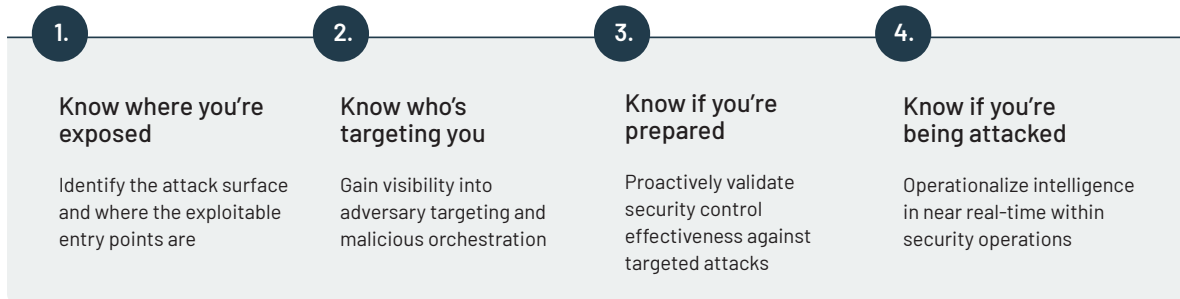 1.
Know where you’re
exposed
Identify the attack surface
and where the exploitable
entry points are
2.
Know who’s
targeting you
Gain visibility into
adversary targeting and
malicious orchestration
3.
Know if you’re
prepared
Proactively validate
security control
effectiveness against
targeted attacks
4.
Know if you’re
being attacked
Operationalize intelligence
in near real-time within
security operations